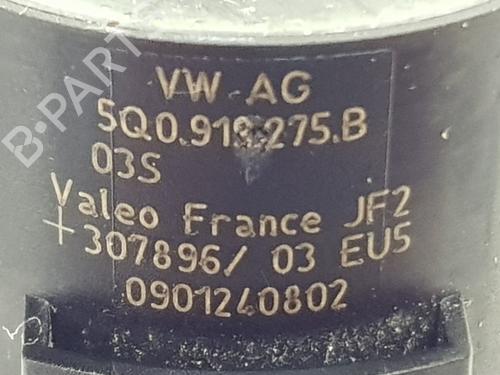 B-PARTS
VW AG
5Q0.919.275.B
03S
Valeo France JF2
+307896/ 03 EU5
0901240802